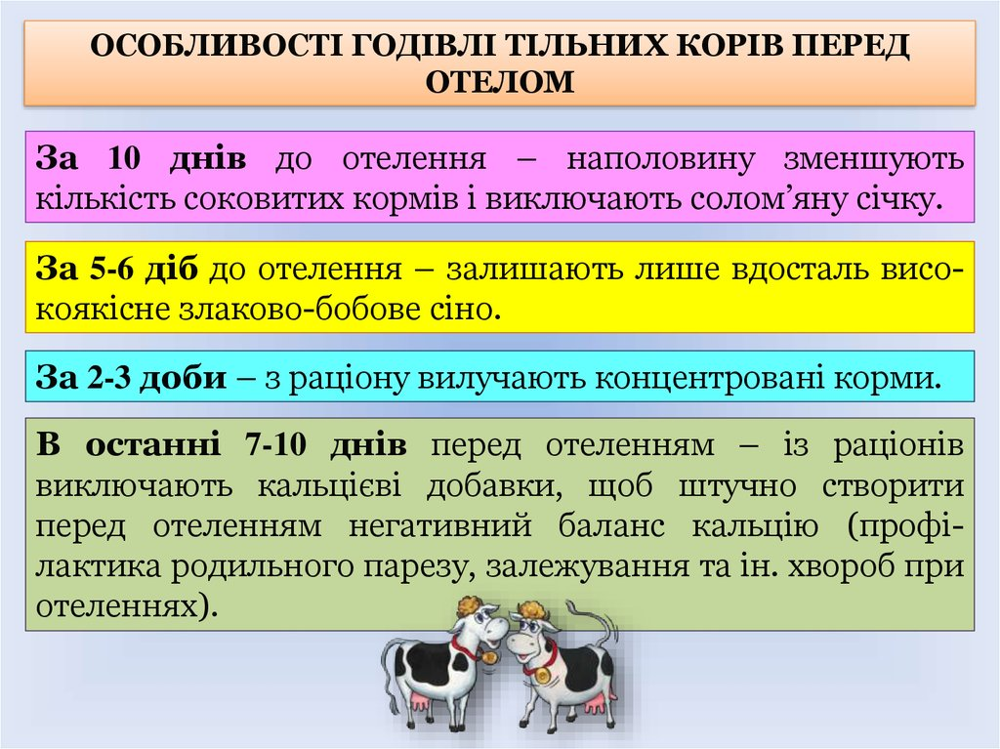 ОСОБЛИВОСТІ ГОДІВЛІ ТІЛЬНИХ КОРІВ ПЕРЕД
ОТЕЛОМ
За 10 днів до отелення – наполовину зменшують
кількість соковитих кормів і виключають солом’яну січку.
За 5-6 діб до отелення – залишають лише вдосталь висо-
коякісне злаково-бобове сіно.
За 2-3 доби – з раціону вилучають концентровані корми.
В останні 7-10 днів перед отеленням – із раціонів
виключають кальцієві добавки, щоб штучно створити
перед отеленням негативний баланс кальцію (профі-
лактика родильного парезу, залежування та ін. хвороб при
отеленнях).